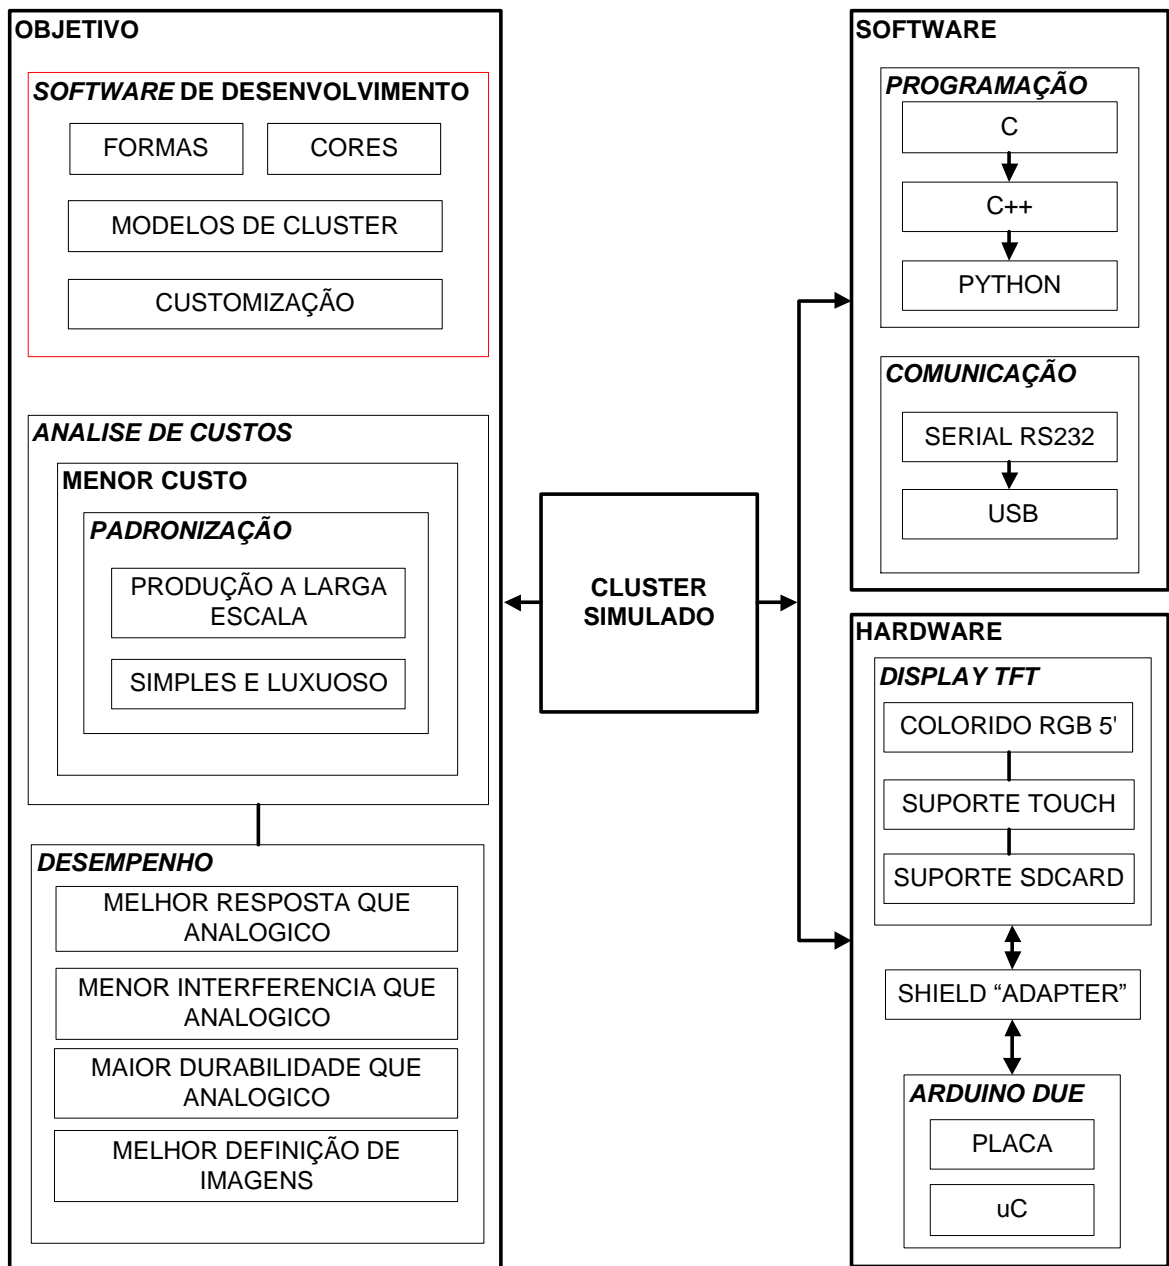 OBJETIVO
SOFTWARE DE DESENVOLVIMENTO
FORMAS
CORES
MODELOS DE CLUSTER
CUSTOMIZAÇÃO
ANALISE DE CUSTOS
MENOR CUSTO
PADRONIZAÇÃO
PRODUÇÃO A LARGA
ESCALA
SIMPLES E LUXUOSO
DESEMPENHO
MELHOR RESPOSTA QUE
ANALOGICO
MENOR INTERFERENCIA QUE
ANALOGICO
MAIOR DURABILIDADE QUE
ANALOGICO
MELHOR DEFINIÇÃO DE
IMAGENS
CLUSTER
SIMULADO
SOFTWARE
PROGRAMAÇÃO
C
C++
PYTHON
COMUNICAÇÃO
SERIAL RS232
USB
HARDWARE
DISPLAY TFT
COLORIDO RGB 5'
SUPORTE TOUCH
SUPORTE SDCARD
SHIELD “ADAPTER”
ARDUINO DUE
PLACA
uC